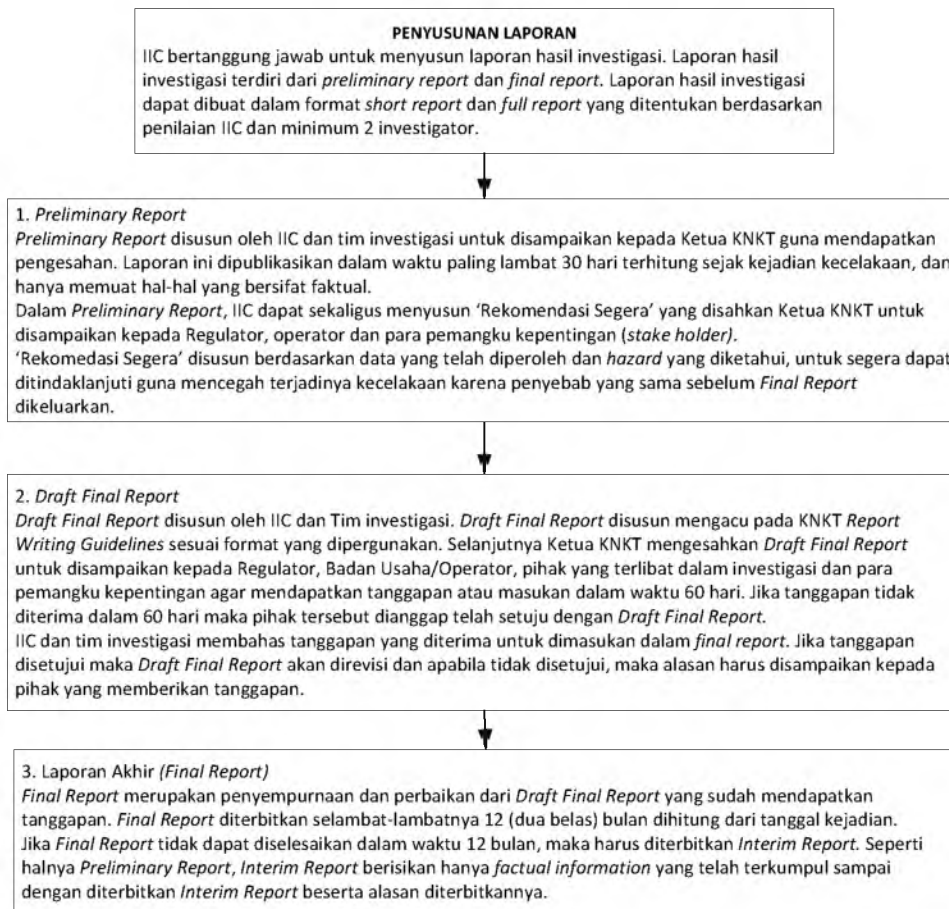 PENYUSUNAN LAPORAN
IIC bertanggung jawab untuk menyusun laporan hasil investigasi. Laporan hasil
investigasi terdiri dari preliminary report dan final report. Laporan hasil investigasi
dapat dibuat dalam format short report dan full report yang ditentukan berdasarkan
penilaian IIC dan minimum 2 investigator.
1. Preliminary Report
Preliminary Report disusun oleh IIC dan tim investigasi untuk disampaikan kepada Ketua KNKT guna mendapatkan
pengesahan. Laporan ini dipublikasikan dalam waktu paling lambat 30 hari terhitung sejak kejadian kecelakaan, dan
hanya memuat hal-hal yang bersifat faktual.
Dalam Preliminary Report, IIC dapat sekaligus menyusun ‘Rekomendasi Segera’ yang disahkan Ketua KNKT untuk
disampaikan kepada Regulator, operator dan para pemangku kepentingan (stake holder).
‘Rekomedasi Segera’ disusun berdasarkan data yang telah diperoleh dan hazard yang diketahui, untuk segera dapat
ditindaklanjuti guna mencegah terjadinya kecelakaan karena penyebab yang sama sebelum Final Report
dikeluarkan.
2. Draft Final Report
Draft Final Report disusun oleh IIC dan Tim investigasi. Draft Final Report disusun mengacu pada KNKT Report
Writing Guidelines sesuai format yang dipergunakan. Selanjutnya Ketua KNKT mengesahkan Draft Final Report
untuk disampaikan kepada Regulator, Badan Usaha/Operator, pihak yang terlibat dalam investigasi dan para
pemangku kepentingan agar mendapatkan tanggapan atau masukan dalam waktu 60 hari. Jika tanggapan tidak
diterima dalam 60 hari maka pihak tersebut dianggap telah setuju dengan Draft Final Report.
IIC dan tim investigasi membahas tanggapan yang diterima untuk dimasukan dalam final report. Jika tanggapan
disetujui maka Draft Final Report akan direvisi dan apabila tidak disetujui, maka alasan harus disampaikan kepada
pihak yang memberikan tanggapan.
3. Laporan Akhir (Final Report)
Final Report merupakan penyempurnaan dan perbaikan dari Draft Final Report yang sudah mendapatkan
tanggapan. Final Report diterbitkan selambat-lambatnya 12 (dua belas) bulan dihitung dari tanggal kejadian.
Jika Final Report tidak dapat diselesaikan dalam waktu 12 bulan, maka harus diterbitkan Interim Report. Seperti
halnya Preliminary Report, Interim Report berisikan hanya factual information yang telah terkumpul sampai
dengan diterbitkan Interim Report beserta alasan diterbitkannya.